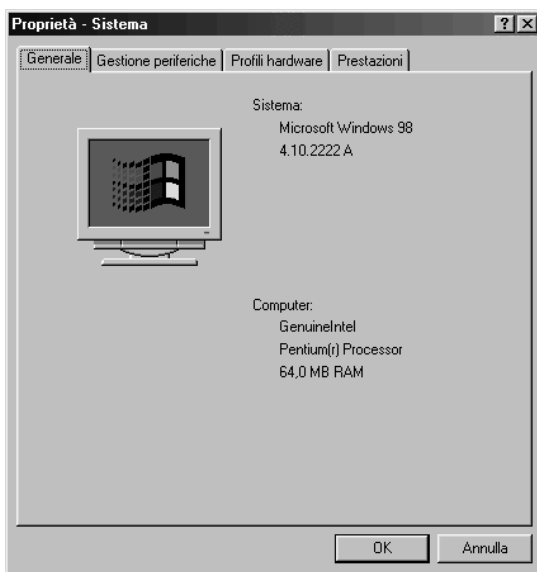 Proprietà - Sistema
Generale
Gestione periferiche
Profili hardware
Prestazioni
Sistema:
Microsoft Windows 98
4.10.2222 A
Computer:
GenuineIntel
Pentium(r) Processor
64,0 MB RAM
OK
Annulla